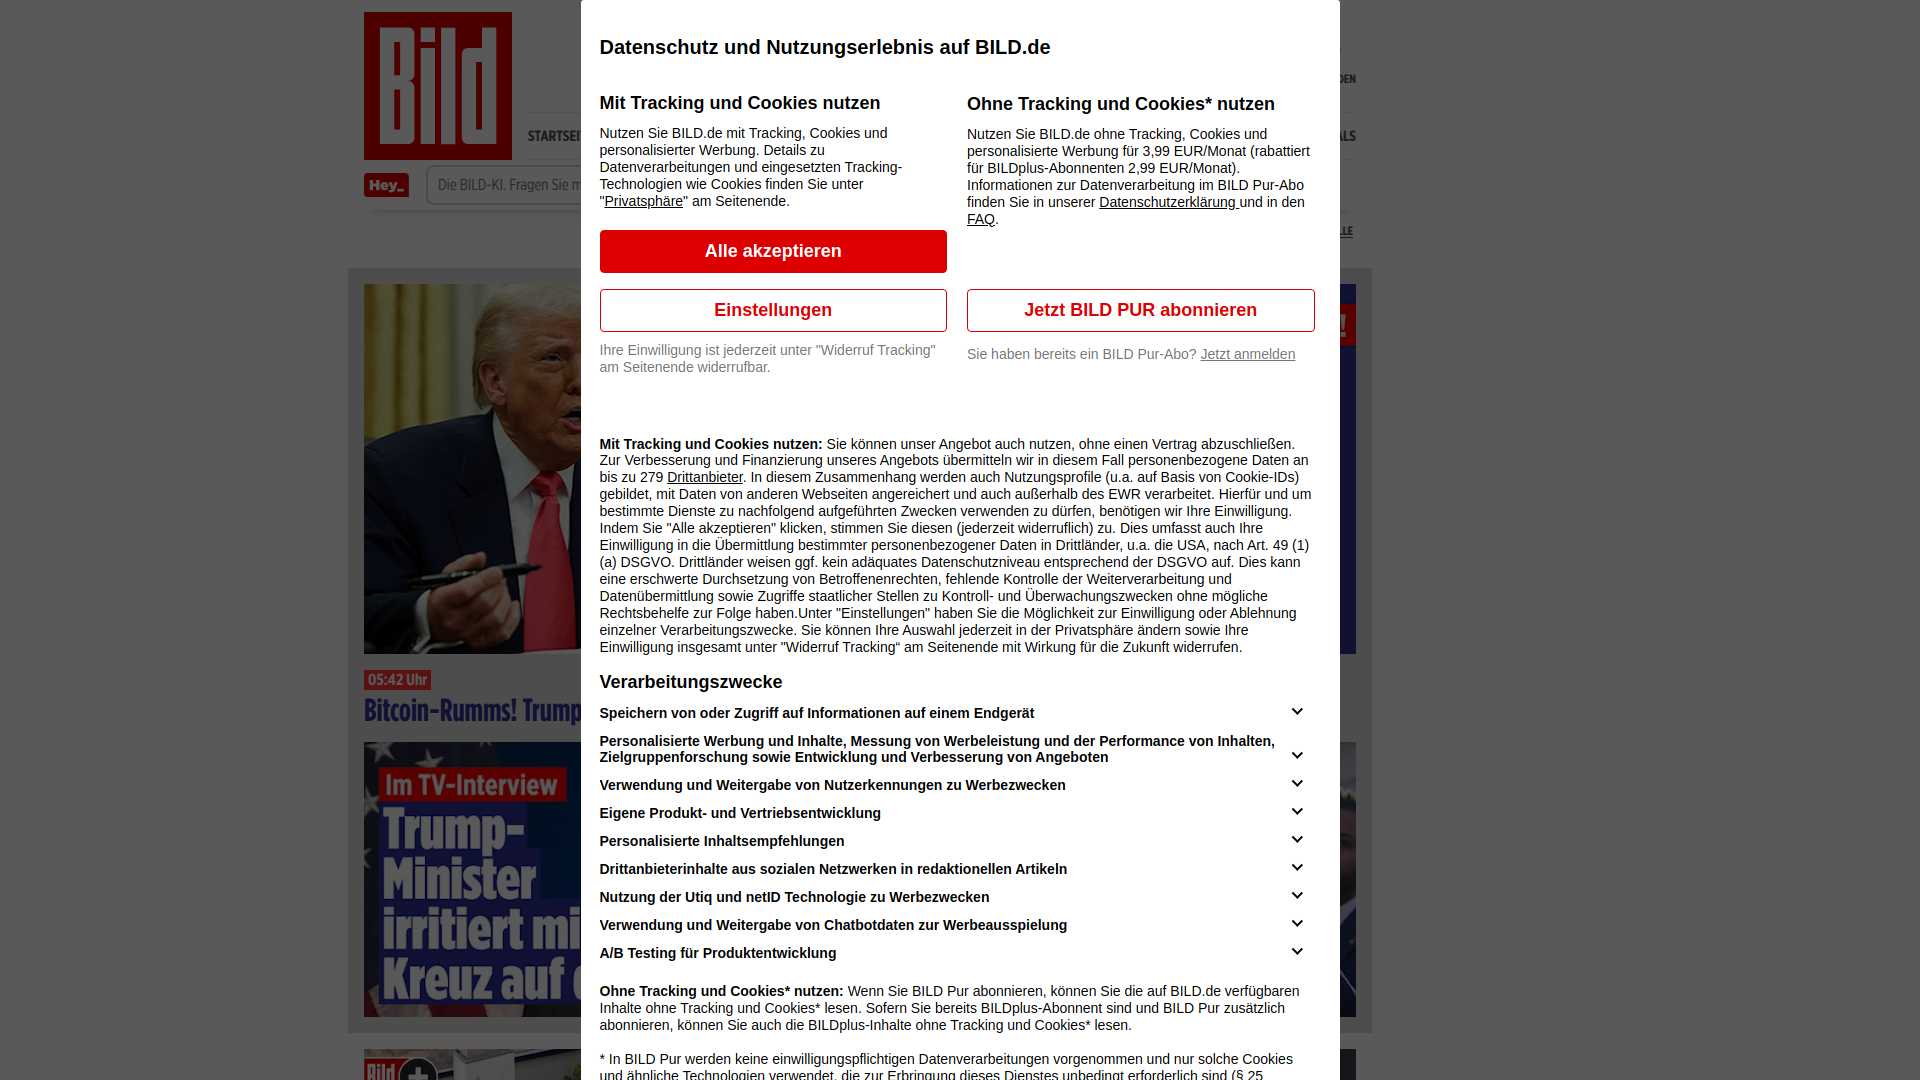 Bild
DEN
STARTSEI
ALS
Hey_
Die BILD-KI. Fragen Sie m
LLE
Datenschutz und Nutzungserlebnis auf BILD.de
Mit Tracking und Cookies nutzen
Nutzen Sie BILD.de mit Tracking, Cookies und
personalisierter Werbung. Details zu
Datenverarbeitungen und eingesetzten Tracking-
Technologien wie Cookies finden Sie unter
"Privatsphäre" am Seitenende.
Alle akzeptieren
Einstellungen
Ihre Einwilligung ist jederzeit unter "Widerruf Tracking"
am Seitenende widerrufbar.
Ohne Tracking und Cookies* nutzen
Nutzen Sie BILD.de ohne Tracking, Cookies und
personalisierte Werbung für 3,99 EUR/Monat (rabattiert
für BILDplus-Abonnenten 2,99 EUR/Monat).
Informationen zur Datenverarbeitung im BILD Pur-Abo
finden Sie in unserer Datenschutzerklärung und in den
FAQ.
Jetzt BILD PUR abonnieren
Sie haben bereits ein BILD Pur-Abo? Jetzt anmelden
Mit Tracking und Cookies nutzen: Sie können unser Angebot auch nutzen, ohne einen Vertrag abzuschließen.
Zur Verbesserung und Finanzierung unseres Angebots übermitteln wir in diesem Fall personenbezogene Daten an
bis zu 279 Drittanbieter. In diesem Zusammenhang werden auch Nutzungsprofile (u.a. auf Basis von Cookie-IDs)
gebildet, mit Daten von anderen Webseiten angereichert und auch außerhalb des EWR verarbeitet. Hierfür und um
bestimmte Dienste zu nachfolgend aufgeführten Zwecken verwenden zu dürfen, benötigen wir Ihre Einwilligung.
Indem Sie "Alle akzeptieren" klicken, stimmen Sie diesen (jederzeit widerruflich) zu. Dies umfasst auch Ihre
Einwilligung in die Übermittlung bestimmter personenbezogener Daten in Drittländer, u.a. die USA, nach Art. 49 (1)
(a) DSGVO. Drittländer weisen ggf. kein adäquates Datenschutzniveau entsprechend der DSGVO auf. Dies kann
eine erschwerte Durchsetzung von Betroffenenrechten, fehlende Kontrolle der Weiterverarbeitung und
Datenübermittlung sowie Zugriffe staatlicher Stellen zu Kontroll- und Überwachungszwecken ohne mögliche
Rechtsbehelfe zur Folge haben.Unter "Einstellungen" haben Sie die Möglichkeit zur Einwilligung oder Ablehnung
einzelner Verarbeitungszwecke. Sie können Ihre Auswahl jederzeit in der Privatsphäre ändern sowie Ihre
Einwilligung insgesamt unter "Widerruf Tracking“ am Seitenende mit Wirkung für die Zukunft widerrufen.
Verarbeitungszwecke
Speichern von oder Zugriff auf Informationen auf einem Endgerät
Personalisierte Werbung und Inhalte, Messung von Werbeleistung und der Performance von Inhalten,
Zielgruppenforschung sowie Entwicklung und Verbesserung von Angeboten
Verwendung und Weitergabe von Nutzerkennungen zu Werbezwecken
Eigene Produkt- und Vertriebsentwicklung
Personalisierte Inhaltsempfehlungen
Drittanbieterinhalte aus sozialen Netzwerken in redaktionellen Artikeln
Nutzung der Utiq und netID Technologie zu Werbezwecken
Verwendung und Weitergabe von Chatbotdaten zur Werbeausspielung
A/B Testing für Produktentwicklung
Ohne Tracking und Cookies* nutzen: Wenn Sie BILD Pur abonnieren, können Sie die auf BILD.de verfügbaren
Inhalte ohne Tracking und Cookies* lesen. Sofern Sie bereits BILDplus-Abonnent sind und BILD Pur zusätzlich
abonnieren, können Sie auch die BILDplus-Inhalte ohne Tracking und Cookies* lesen.
* In BILD Pur werden keine einwilligungspflichtigen Datenverarbeitungen vorgenommen und nur solche Cookies
und ähnliche Technologien verwendet, die zur Erbringung dieses Dienstes unbedingt erforderlich sind (§ 25
!
05:42 Uhr
Bitcoin-Rumms! Trump
Im TV-Interview
Trump-
Minister
irritiert mi
Kreuz auf
Bild